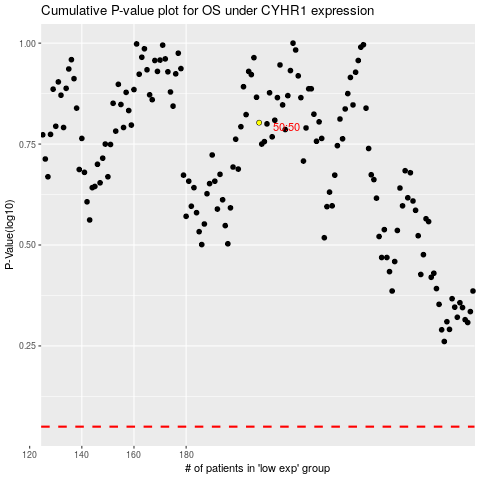 Cumulative P-value plot for OS under CYHR1 expression
P-Value(log10)
1.00
0.75
0.50
0.25
50:50
120 140 160 180
# of patients in 'low exp' group